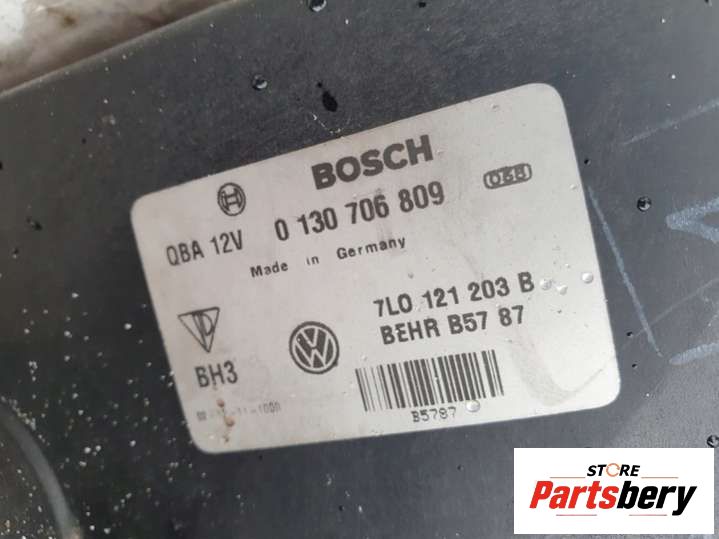 BOSCH
QBA 12V 0 130 706 809
Made in Germany
7L0 121 203 B
BEHR B57 87
BH3
B5787
STORE
Partsbery